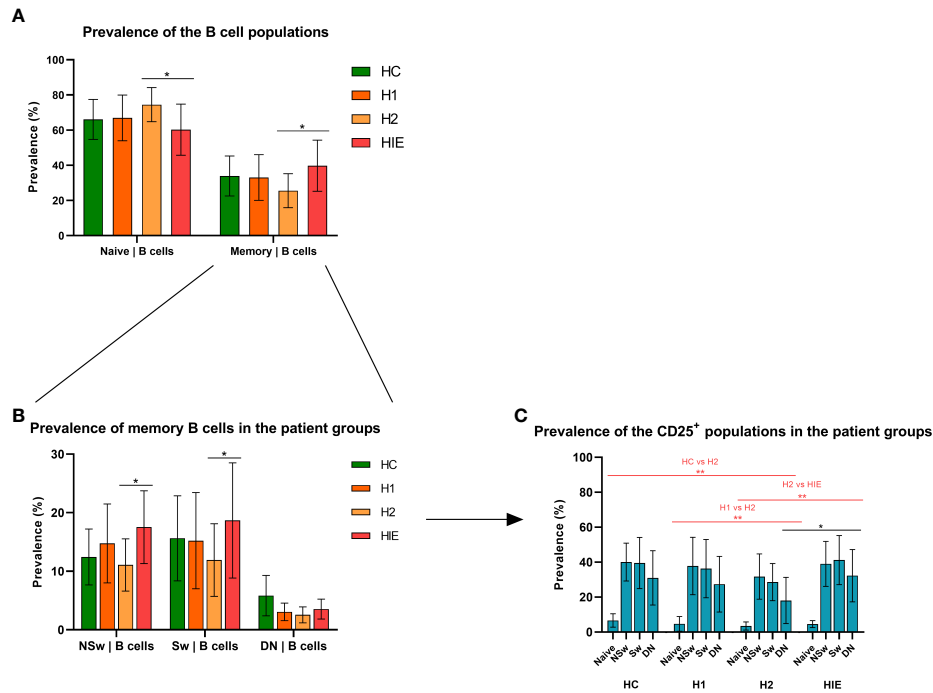 A
Prevalence of the B cell populations
Prevalence (%)
100
80
60
40
20
0
*
*
Naive | B cells
Memory | B cells
HC
H1
H2
HIE
B
Prevalence of memory B cells in the patient groups
Prevalence (%)
30
20
10
0
*
*
NSw | B cells
Sw | B cells
DN | B cells
HC
H1
H2
HIE
C
Prevalence of the CD25+ populations in the patient groups
Prevalence (%)
100
80
60
40
20
0
HC vs H2
**
H2 vs HIE
**
H1 vs H2
**
*
Naive NSw Sw DN Naive NSw Sw DN Naive NSw Sw DN Naive NSw Sw DN
HC H1 H2 HIE